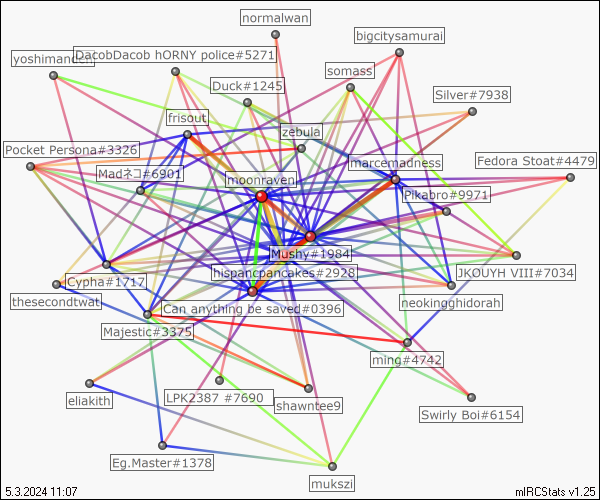 normalwan
bigcitysamurai
DacobDacob hORNY police#5271
somass
Duck#1245
Silver#7938
frisout
zebula
Pocket Persona#3326
marcemadness
Fedora Stoat#4479
Madネコ#6901
moonraven
Pikabro#9971
Mushy#1984
Cypha#1717
hispancpancakes#2928
JKOUYH VIII#7034
thesecondtwat
Can anything be saved#0396
neokingghidorah
Majestic#3375
ming#4742
eliakith
LPK2387 #7690
shawntee9
Swirly Boi#6154
Eg.Master#1378
mukszi
5.3.2024 11:07
mIRCStats v1.25